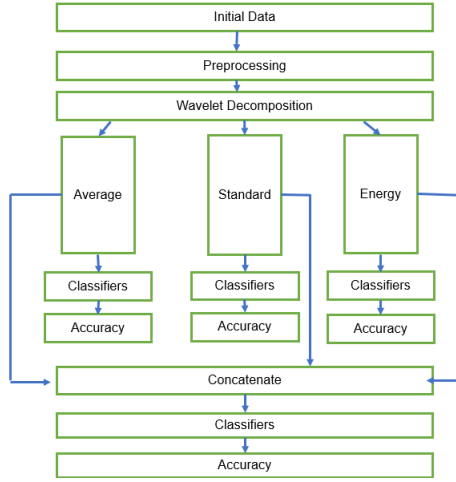 Initial Data
Preprocessing
Wavelet Decomposition
Average
Standard
Energy
Classifiers
Classifiers
Classifiers
Accuracy
Accuracy
Accuracy
Concatenate
Classifiers
Accuracy